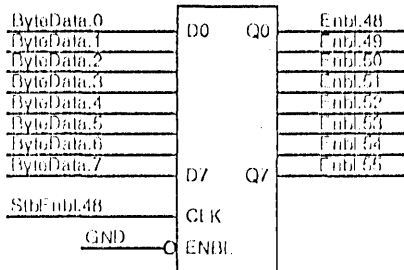 ByteData.0 D0 Q0 Enbl.48
ByteData.1 Enbl.49
ByteData.2 Enbl.50
ByteData.3 Enbl.51
ByteData.4 Enbl.52
ByteData.5 Enbl.53
ByteData.6 Enbl.54
ByteData.7 D7 Q7 Enbl.55
StbEnbl.48 CLK
GND ENBL